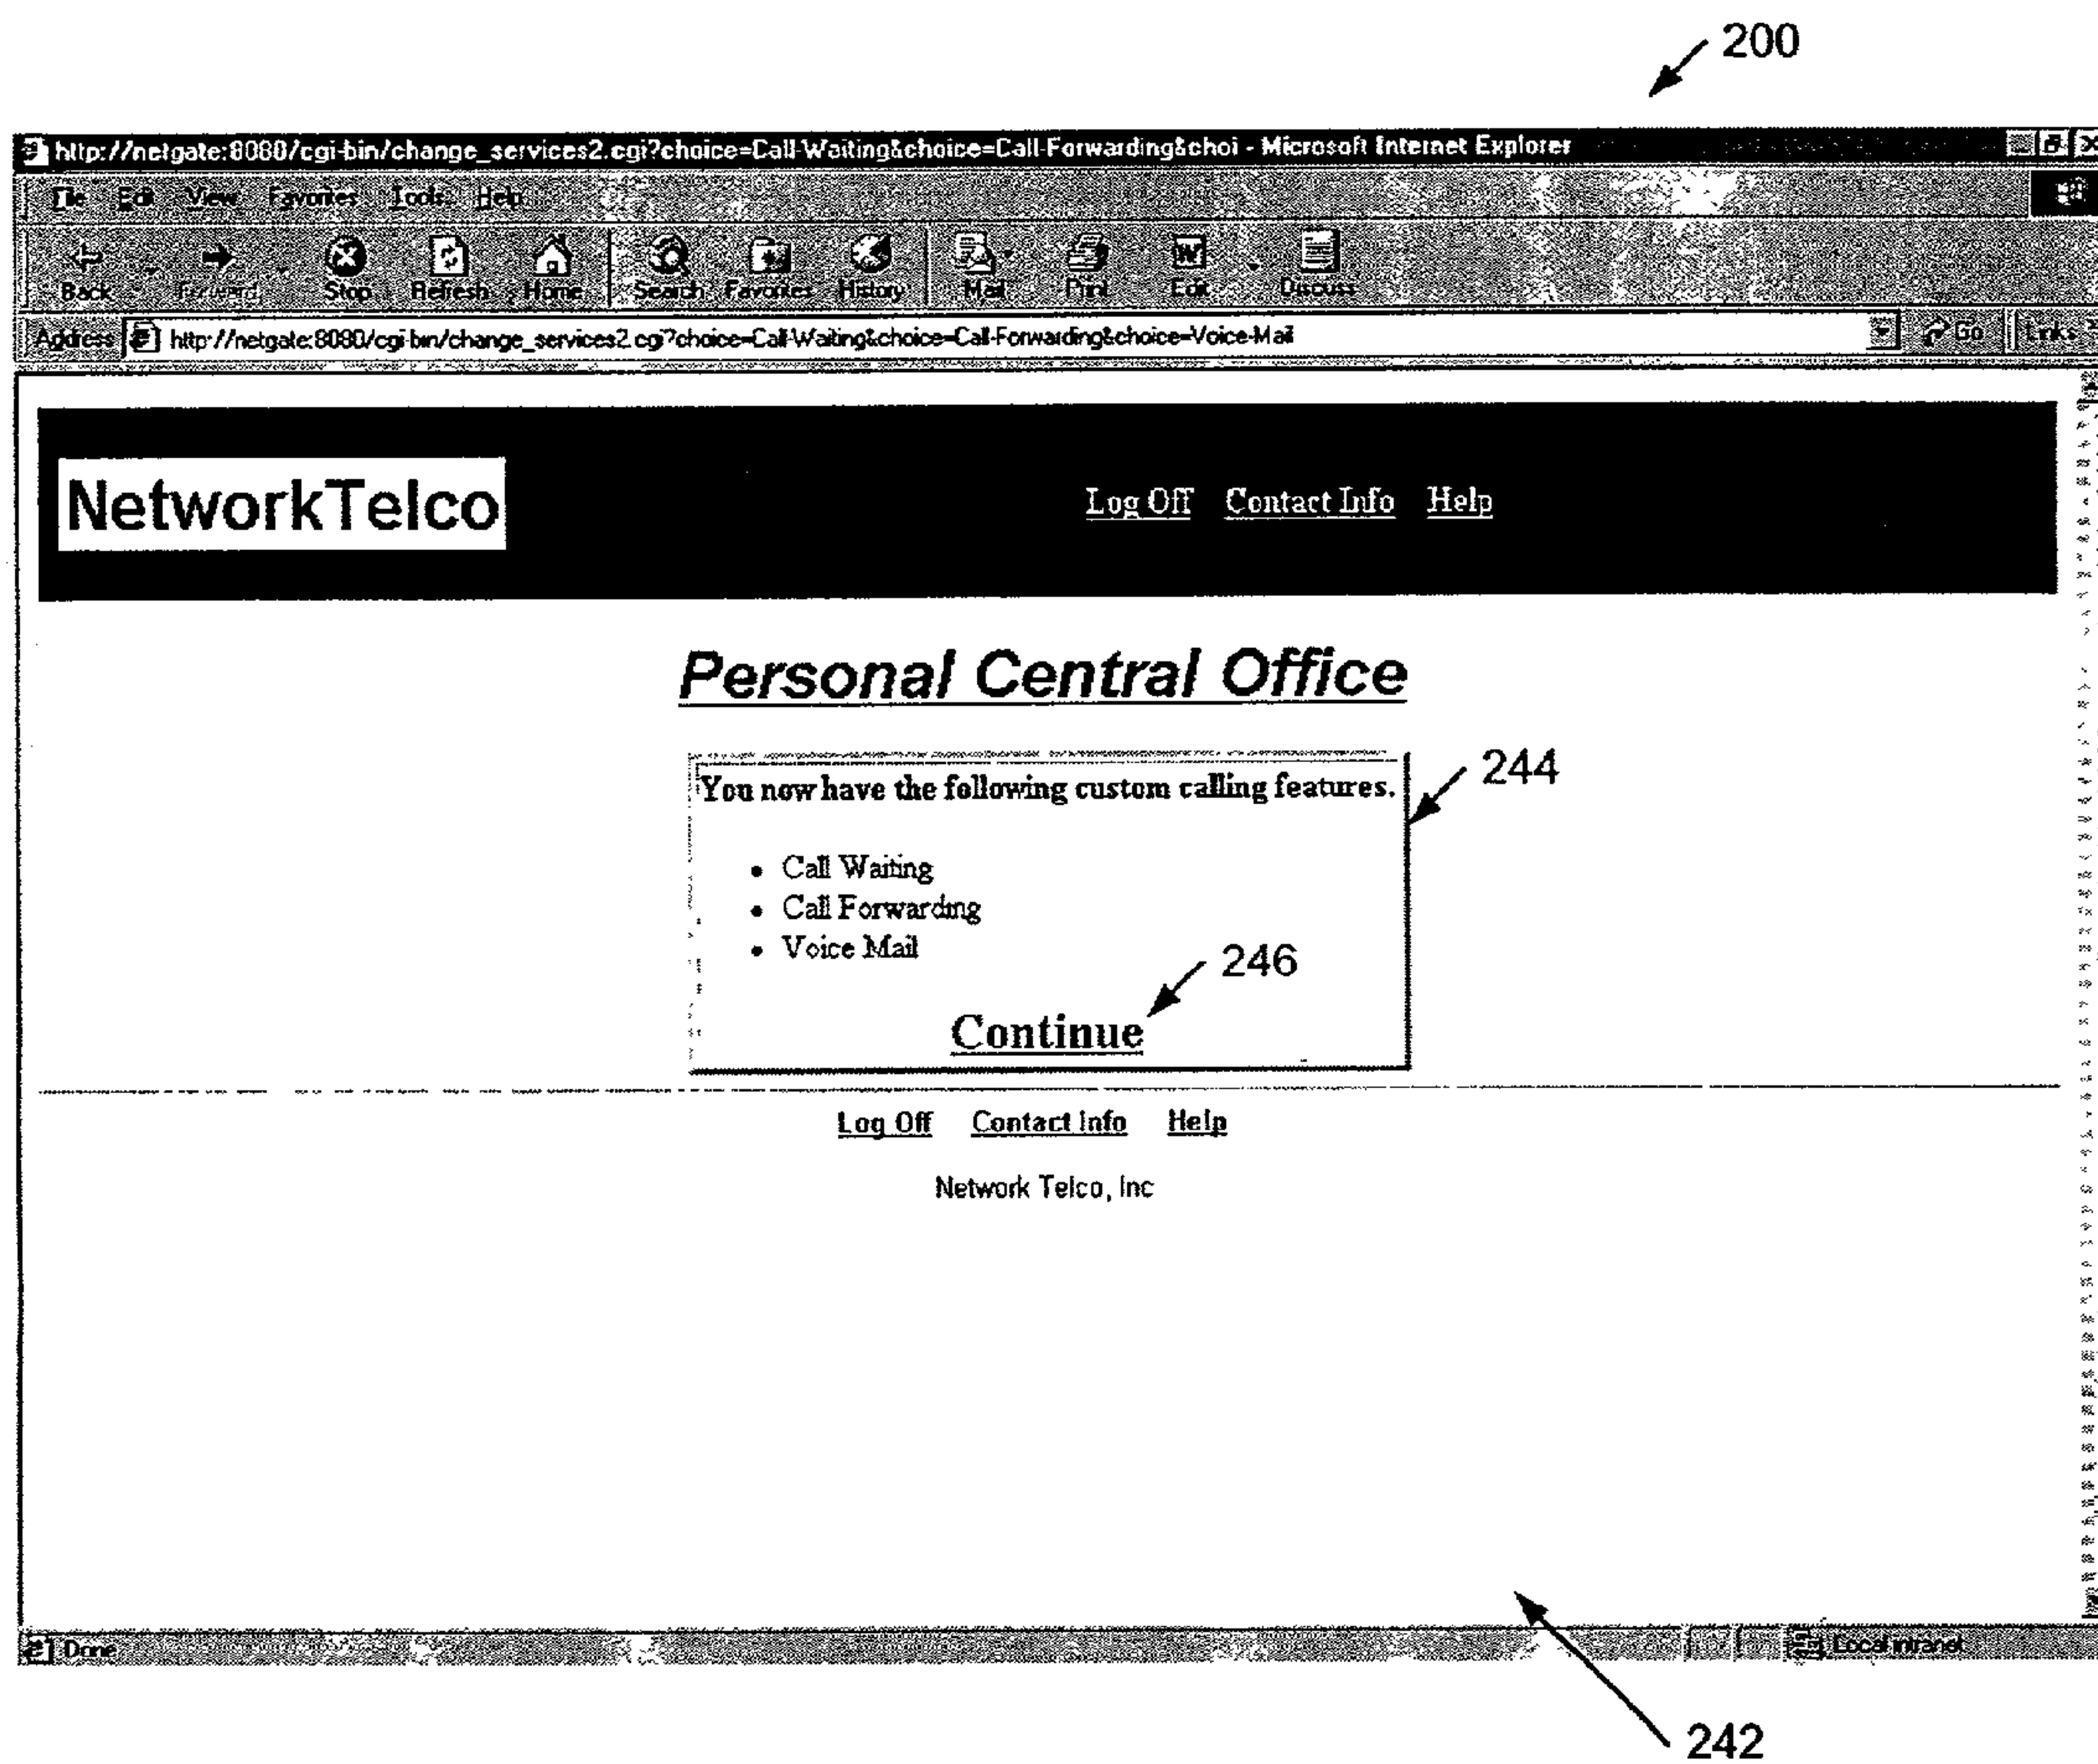 200
http://netgate:8080/cgi-bin/change_services2.cgi?choice=Call-Waiting&choice=Call-Forwarding&choi - Microsoft Internet Explorer
File Edit View Favorites Tools Help
Back Forward Stop Refresh Home Search Favorites History Mail Print Edit Discuss
Address http://netgate:8080/cgi-bin/change_services2.cgi?choice=Call-Waiting&choice=Call-Forwarding&choice=Voice-Mail Go Links
NetworkTelco Log Off Contact Info Help
Personal Central Office
244
You now have the following custom calling features.
• Call Waiting
• Call Forwarding
• Voice Mail
246
Continue
Log Off Contact Info Help
Network Telco, Inc
Done Local intranet
242